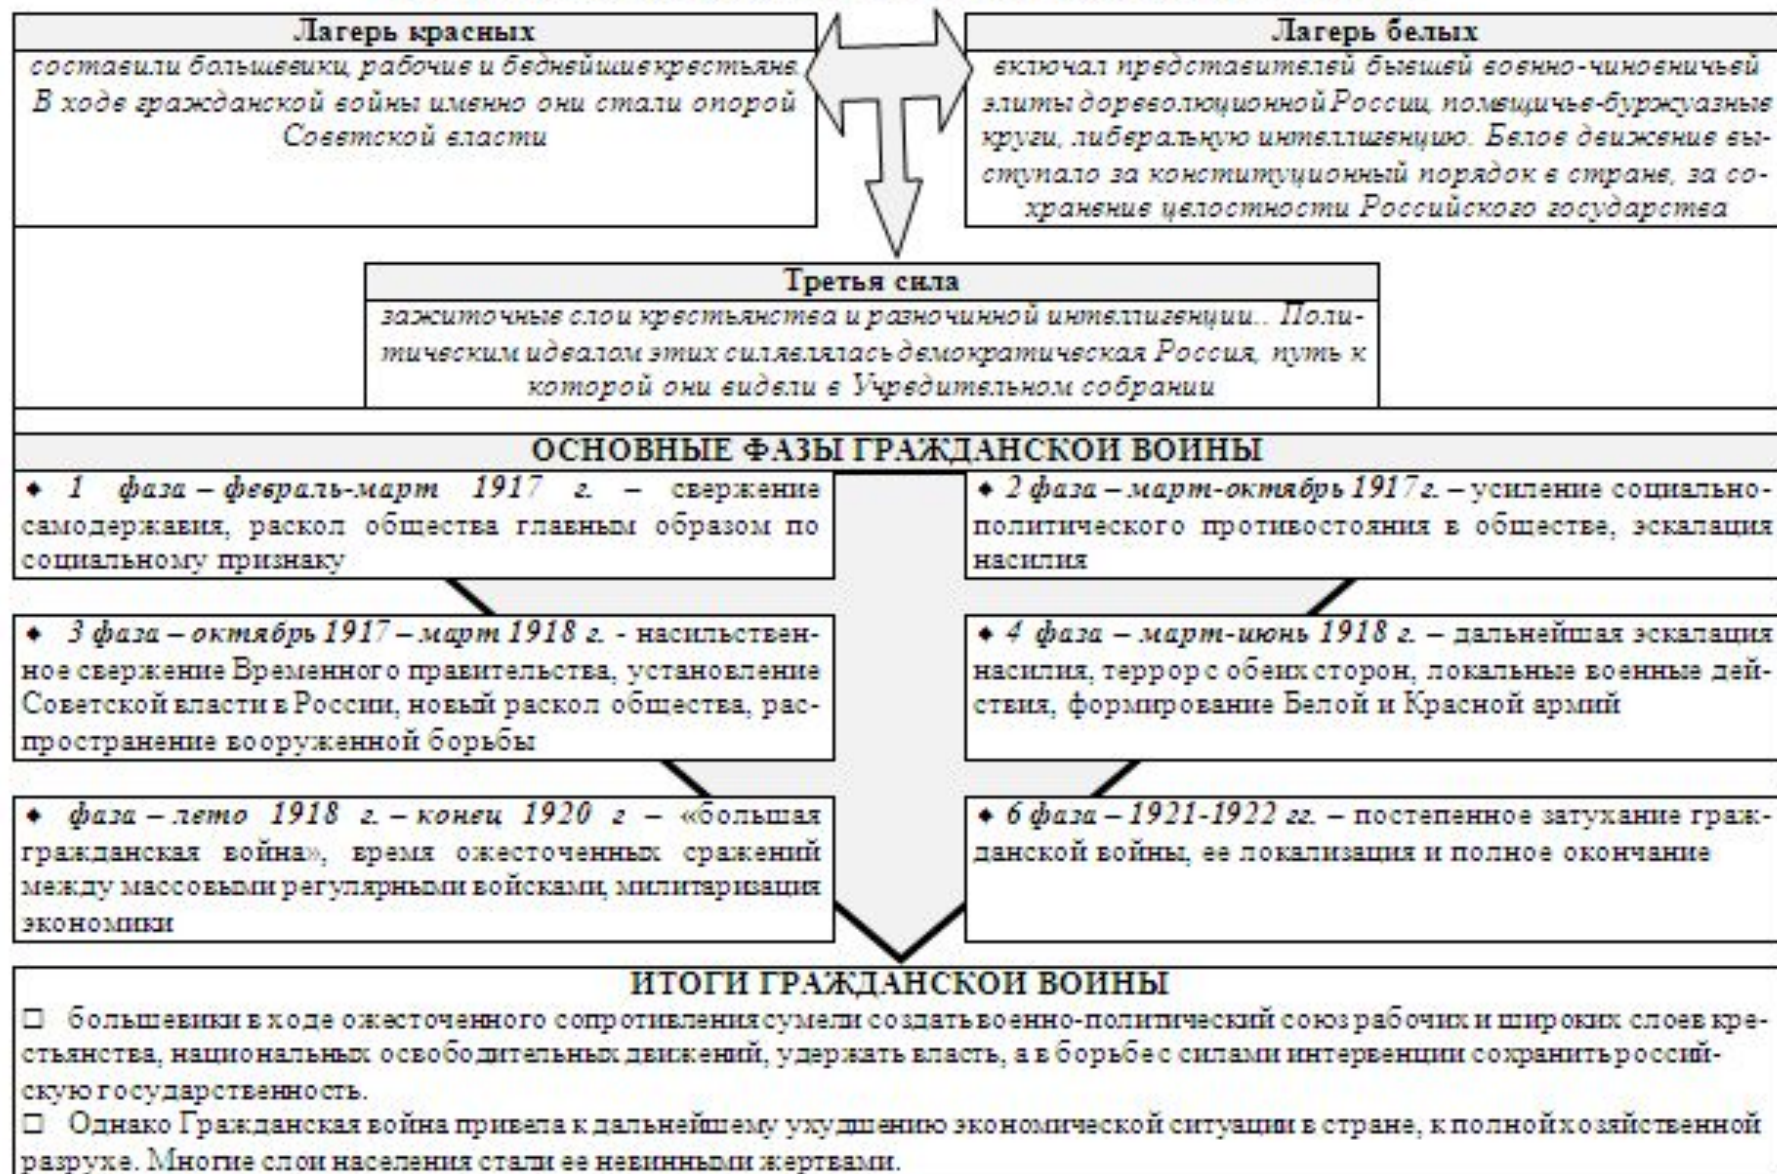 Лагерь красных
составили большевики, рабочие и беднейшие крестьяне.
В ходе гражданской войны именно они стали опорой
Советской власти
Лагерь белых
включал представителей бывшей военно-чиновничьей
элиты дореволюционной России, помещичье-буржуазные
круги, либеральную интеллигенцию. Белое движение вы-
ступало за конституционный порядок в стране, за со-
хранение целостности Российского государства
Третья сила
зажиточные слои крестьянства и разночинной интеллигенции.. Поли-
тическим идеалом этих сил являлась демократическая Россия, путь к
которой они видели в Учредительном собрании
ОСНОВНЫЕ ФАЗЫ ГРАЖДАНСКОЙ ВОЙНЫ
♦ 1 фаза – февраль-март 1917 г. – свержение
самодержавия, раскол общества главным образом по
социальному признаку
♦ 2 фаза – март-октябрь 1917 г. – усиление социально-
политического противостояния в обществе, эскалация
насилия
♦ 3 фаза – октябрь 1917 – март 1918 г. - насильствен-
ное свержение Временного правительства, установление
Советской власти в России, новый раскол общества, рас-
пространение вооруженной борьбы
♦ 4 фаза – март-июнь 1918 г. – дальнейшая эскалация
насилия, террор с обеих сторон, локальные военные дей-
ствия, формирование Белой и Красной армий
♦ фаза – лето 1918 г. – конец 1920 г – «большая
гражданская война», время ожесточенных сражений
между массовыми регулярными войсками, милитаризация
экономики
♦ 6 фаза – 1921-1922 гг. – постепенное затухание граж-
данской войны, ее локализация и полное окончание
ИТОГИ ГРАЖДАНСКОЙ ВОЙНЫ
□ большевики в ходе ожесточенного сопротивления сумели создать военно-политический союз рабочих и широких слоев кре-
стьянства, национальных освободительных движений, удержать власть, а в борьбе с силами интервенции сохранить россий-
скую государственность.
□ Однако Гражданская война привела к дальнейшему ухудшению экономической ситуации в стране, к полной хозяйственной
разрухе. Многие слои населения стали ее невинными жертвами.